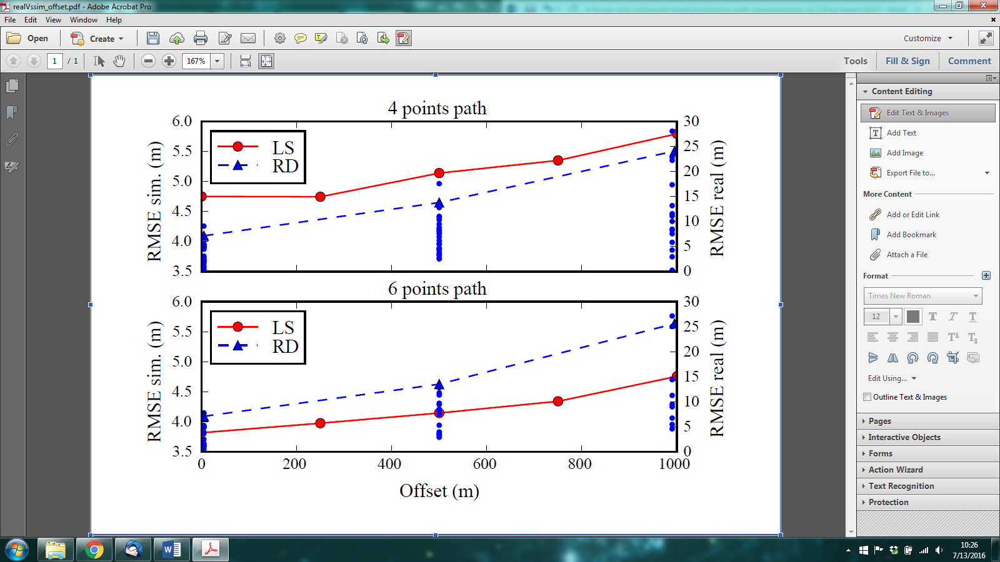 realVssim_offset.pdf - Adobe Acrobat Pro
File Edit View Window Help
Open Create Customize
1 / 1 167% Tools Fill & Sign Comment
Content Editing
Edit Text & Images
Add Text
Add Image
Export File to...
More Content
Add or Edit Link
Add Bookmark
Attach a File
Format
Times New Roman
12
Edit Using...
Outline Text & Images
Pages
Interactive Objects
Forms
Action Wizard
Text Recognition
Protection
4 points path
RMSE sim. (m)
6.0
5.5
5.0
4.5
4.0
3.5
LS
RD
30
25
20
15
10
5
0
RMSE real (m)
6 points path
RMSE sim. (m)
6.0
5.5
5.0
4.5
4.0
3.5
LS
RD
30
25
20
15
10
5
0
RMSE real (m)
0 200 400 600 800 1000
Offset (m)
10:26
7/13/2016